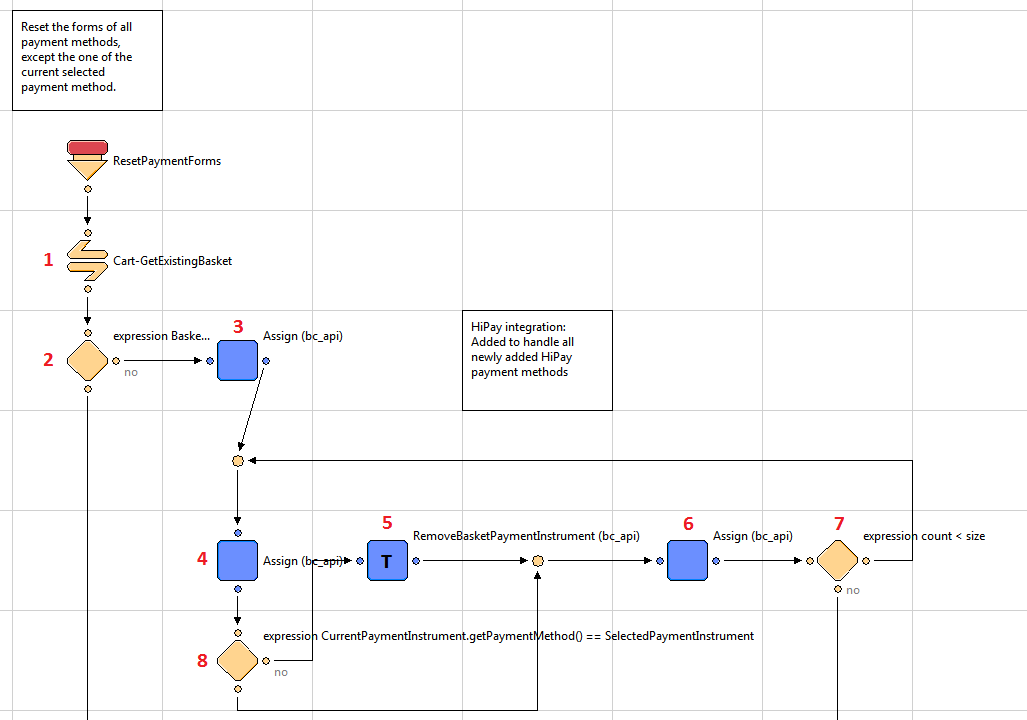 Reset the forms of all
payment methods,
except the one of the
current selected
payment method.
ResetPaymentForms
1
Cart-GetExistingBasket
expression Baske...
3
Assign (bc_api)
2
no
HiPay integration:
Added to handle all
newly added HiPay
payment methods
5
6
7
RemoveBasketPaymentInstrument (bc_api)
Assign (bc_api)
expression count < size
4
Assign (bc_api)
T
no
expression CurrentPaymentInstrument.getPaymentMethod() == SelectedPaymentInstrument
8
no